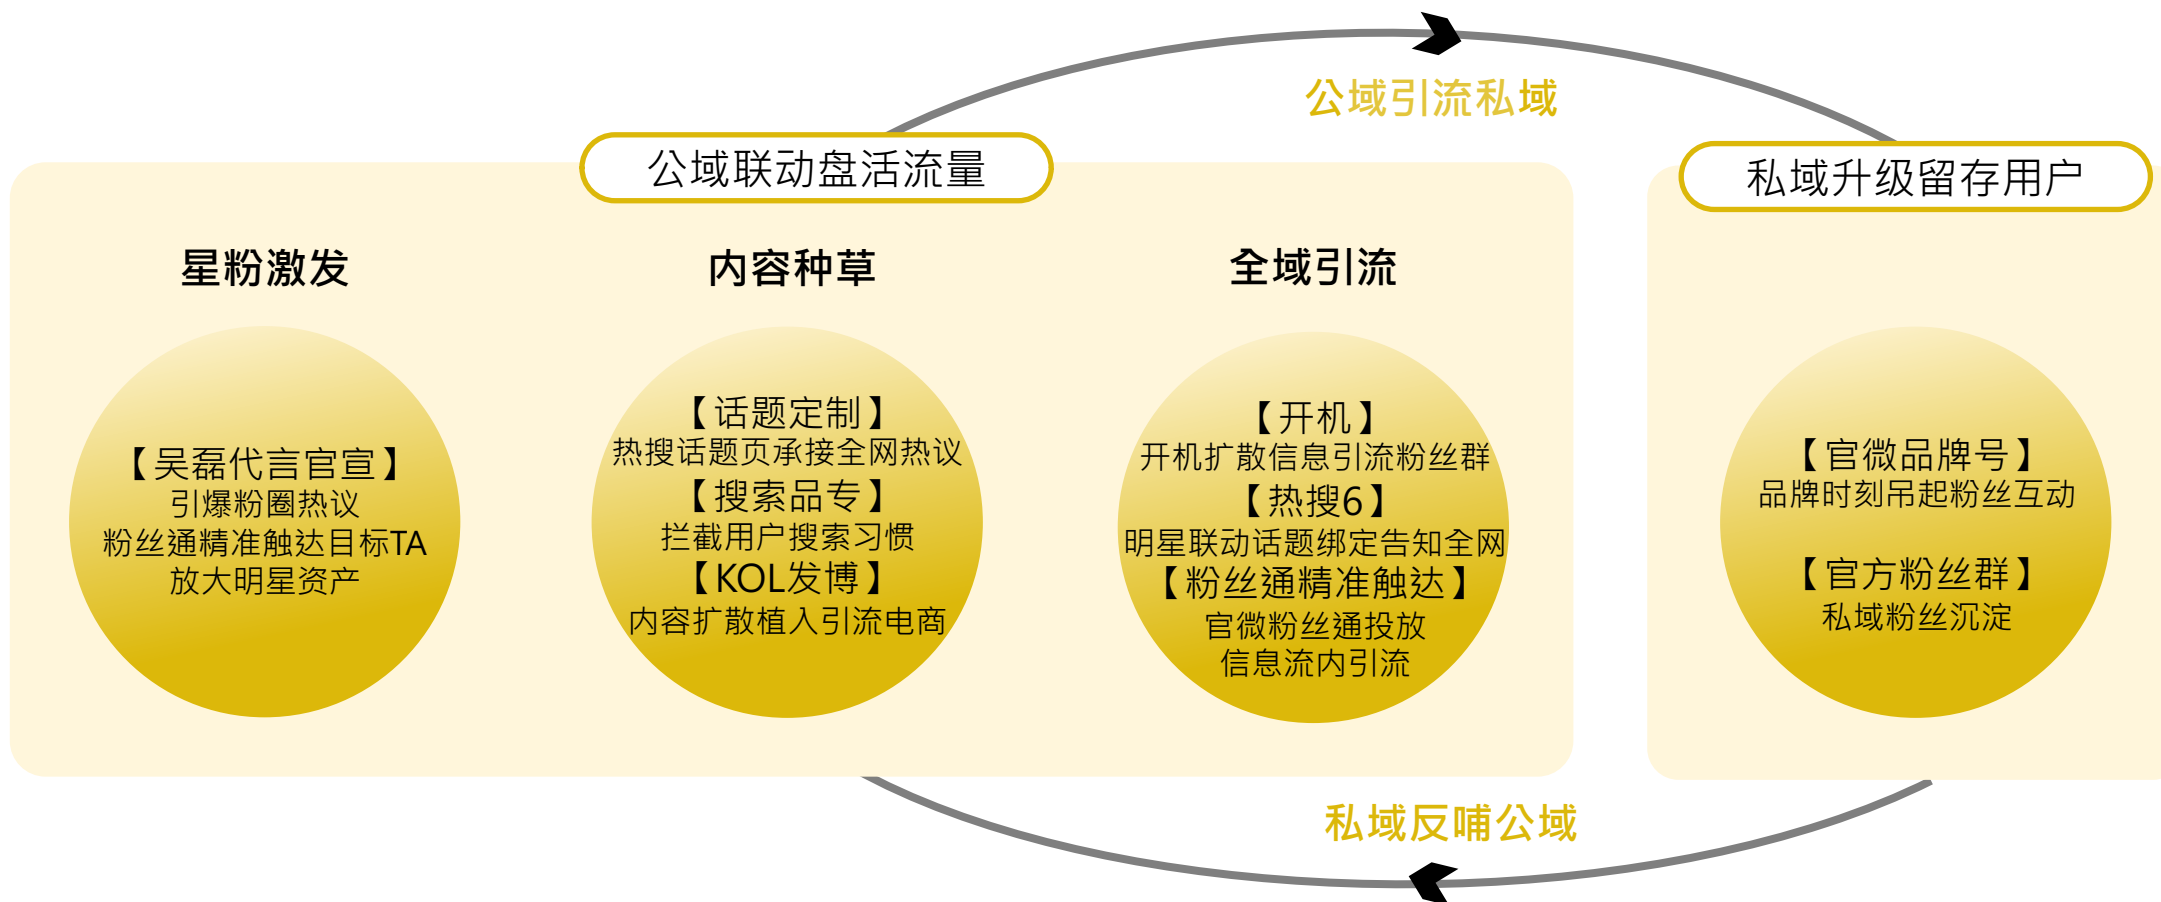 公域引流私域
公域联动盘活流量
私域升级留存用户
星粉激发
【吴磊代言官宣】
引爆粉圈热议
粉丝通精准触达目标TA
放大明星资产
内容种草
【话题定制】
热搜话题页承接全网热议
【搜索品专】
拦截用户搜索习惯
【KOL发博】
内容扩散植入引流电商
全域引流
【开机】
开机扩散信息引流粉丝群
【热搜6】
明星联动话题绑定告知全网
【粉丝通精准触达】
官微粉丝通投放
信息流内引流
【官微品牌号】
品牌时刻吊起粉丝互动
【官方粉丝群】
私域粉丝沉淀
私域反哺公域